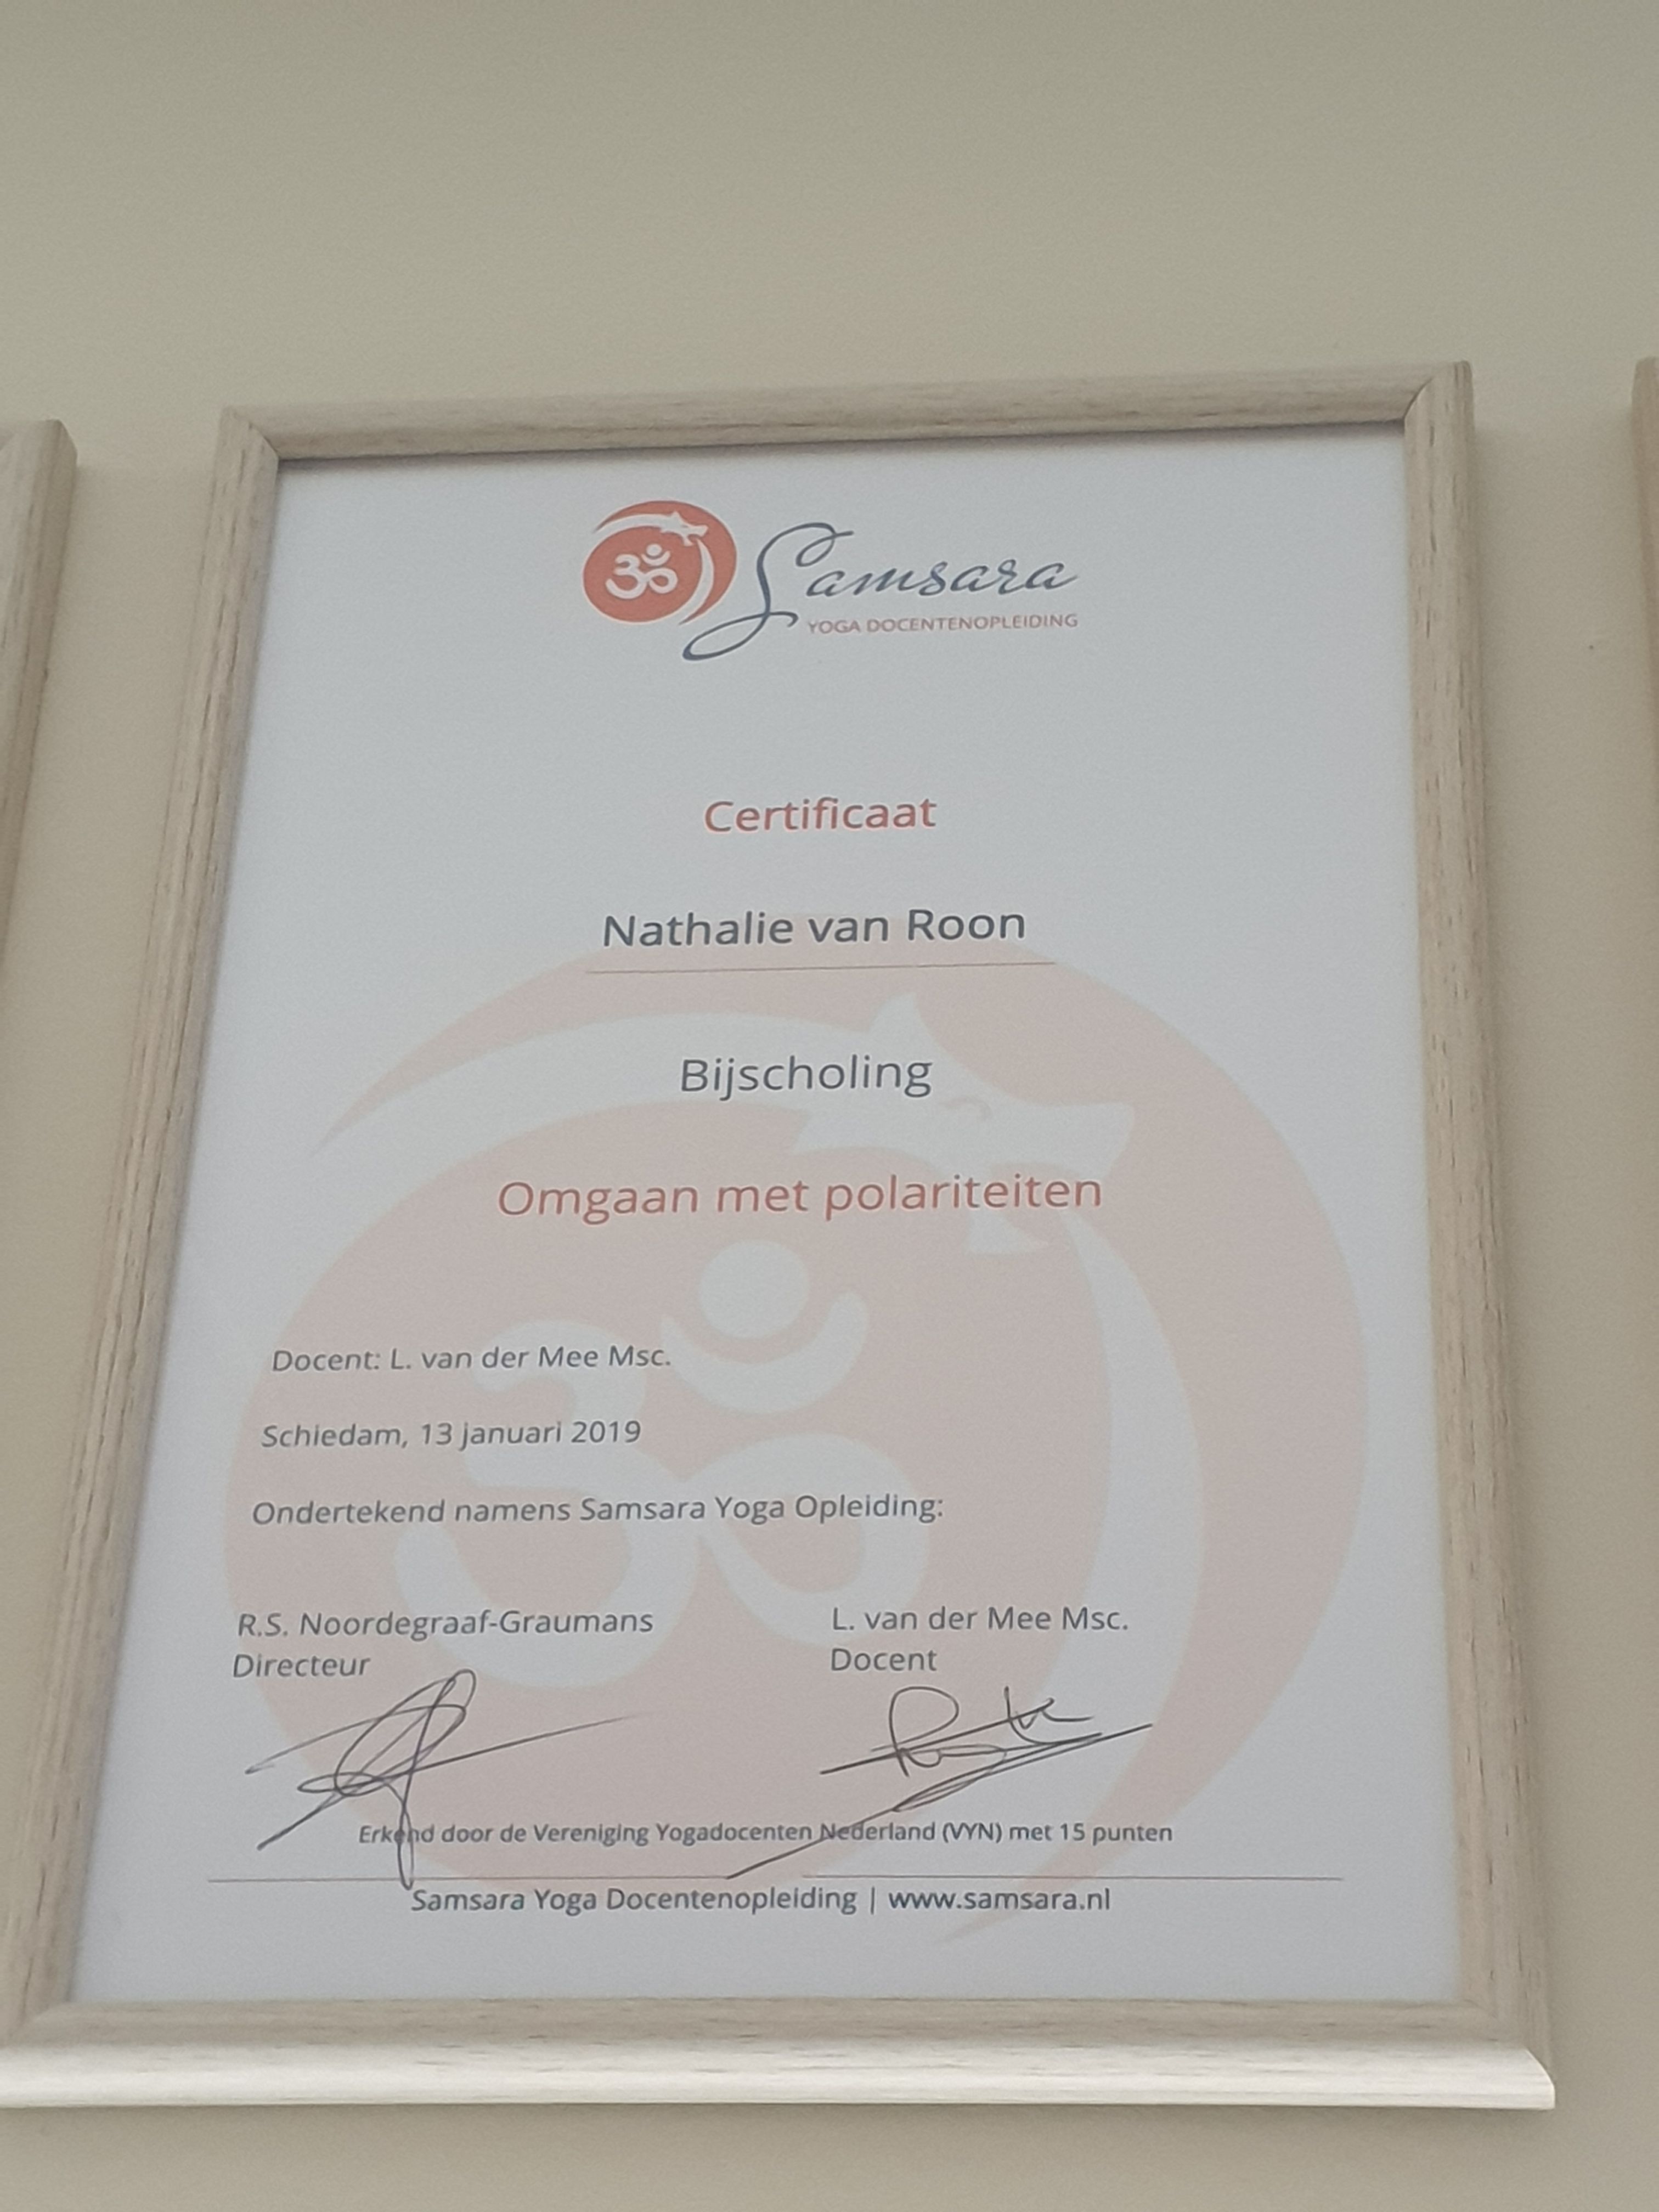 ॐ Samsara
YOGA DOCENTENOPLEIDING
Certificaat
Nathalie van Roon
Bijscholing
Omgaan met polariteiten
Docent: L. van der Mee Msc.
Schiedam, 13 januari 2019
Ondertekend namens Samsara Yoga Opleiding:
R.S. Noordegraaf-Graumans L. van der Mee Msc.
Directeur Docent
Erkend door de Vereniging Yogadocenten Nederland (VYN) met 15 punten
Samsara Yoga Docentenopleiding | www.samsara.nl